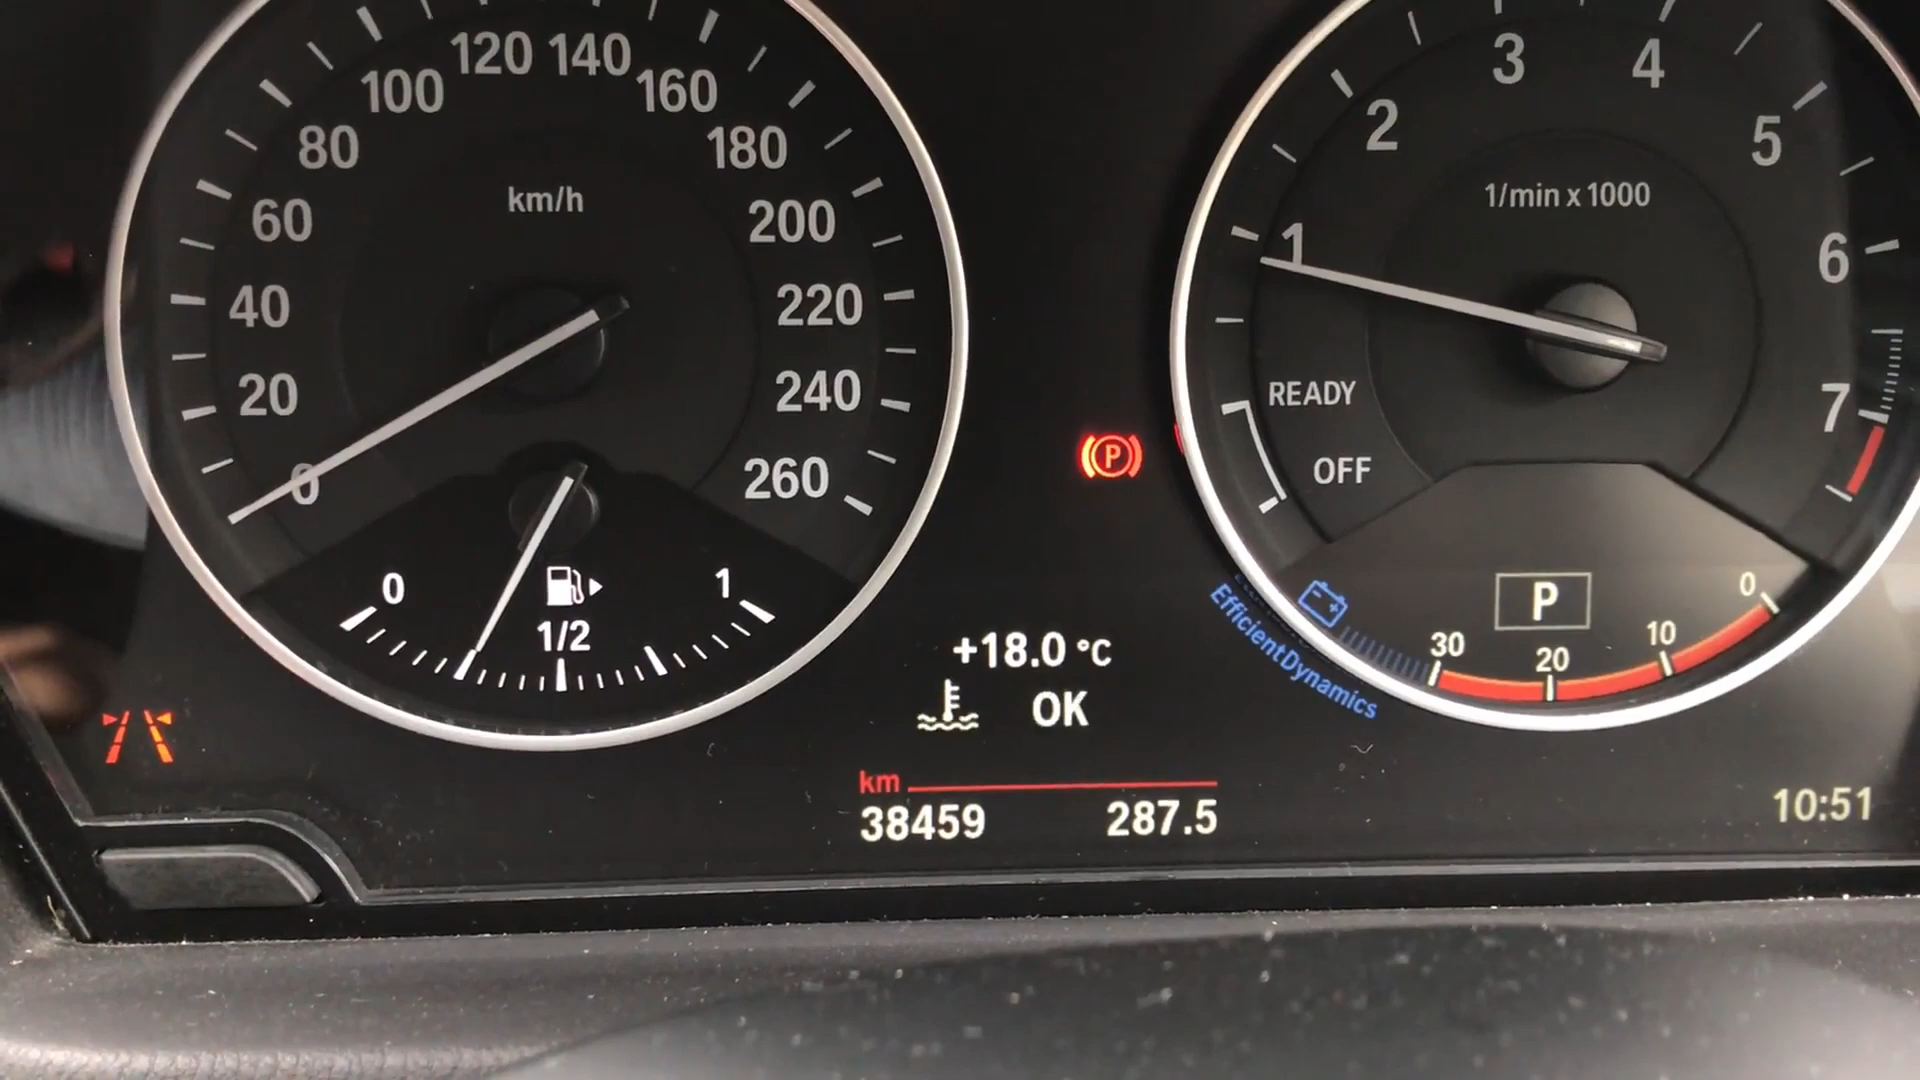 120 140
100 160
80 180
60 200
40 220
20 240
0 260
km/h
0 1/2 1
3 4
2 5
1 6
7
1/min x 1000
READY
OFF
P
30 20 10 0
EfficientDynamics
P
+18.0 °C
OK
km
38459 287.5
10:51